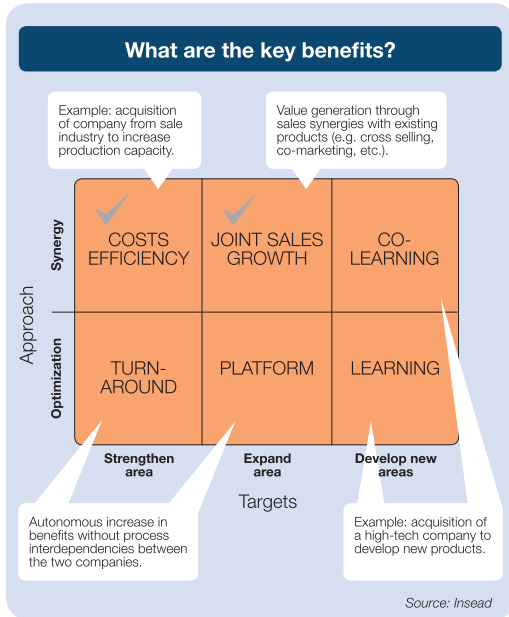 What are the key benefits?
Example: acquisition
of company from sale
industry to increase
production capacity.
Value generation through
sales synergies with existing
products (e.g. cross selling,
co-marketing, etc.).
Approach
Synergy
COSTS
EFFICIENCY
JOINT SALES
GROWTH
CO-
LEARNING
Optimization
TURN-
AROUND
PLATFORM
LEARNING
Strengthen
area
Expand
area
Develop new
areas
Targets
Autonomous increase in
benefits without process
interdependencies between
the two companies.
Example: acquisition of
a high-tech company to
develop new products.
Source: Insead